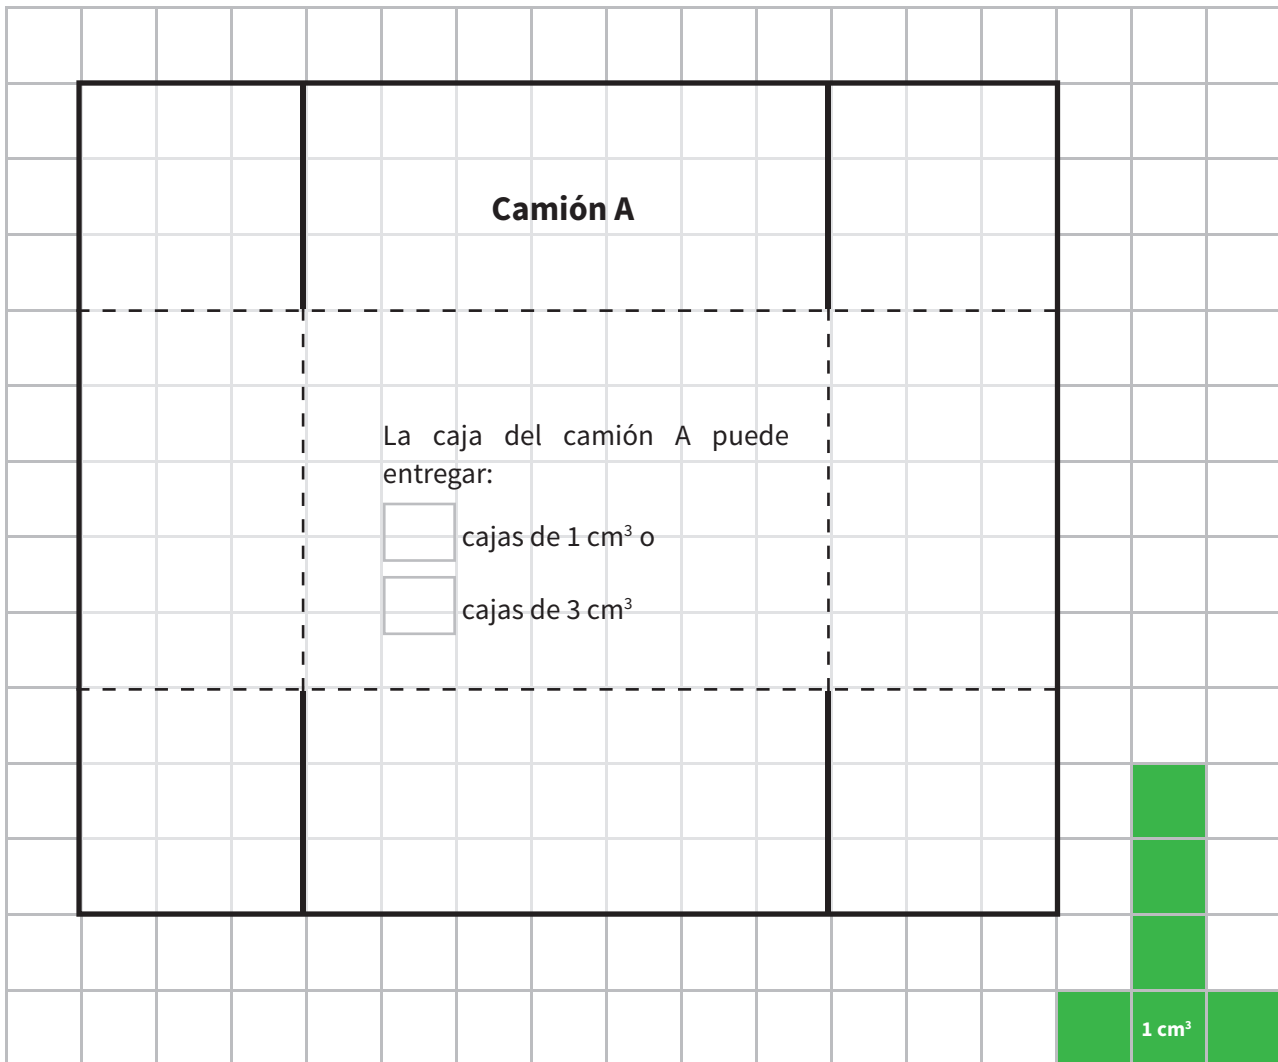 Camión A
La caja del camión A puede
entregar:
cajas de 1 cm³ o
cajas de 3 cm³
1 cm³